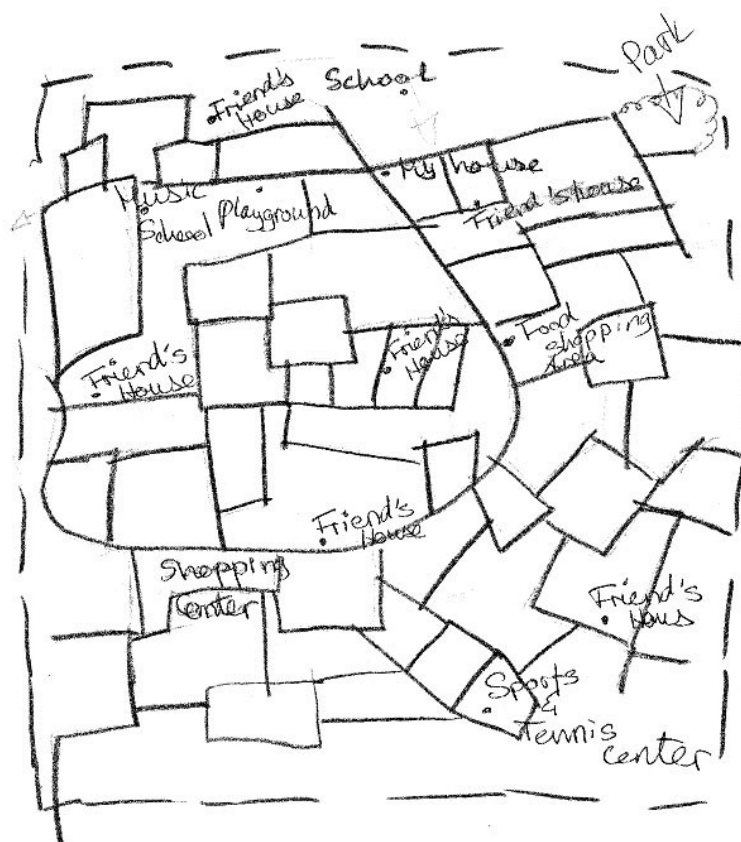 Park
School
Friend's
House
My house
Music
School
Playground
Friend's house
Food
shopping
Area
Friend's
House
Friend's
House
Friend's
House
Shopping
Center
Friend's
Hous
Sports
&
Tennis
center